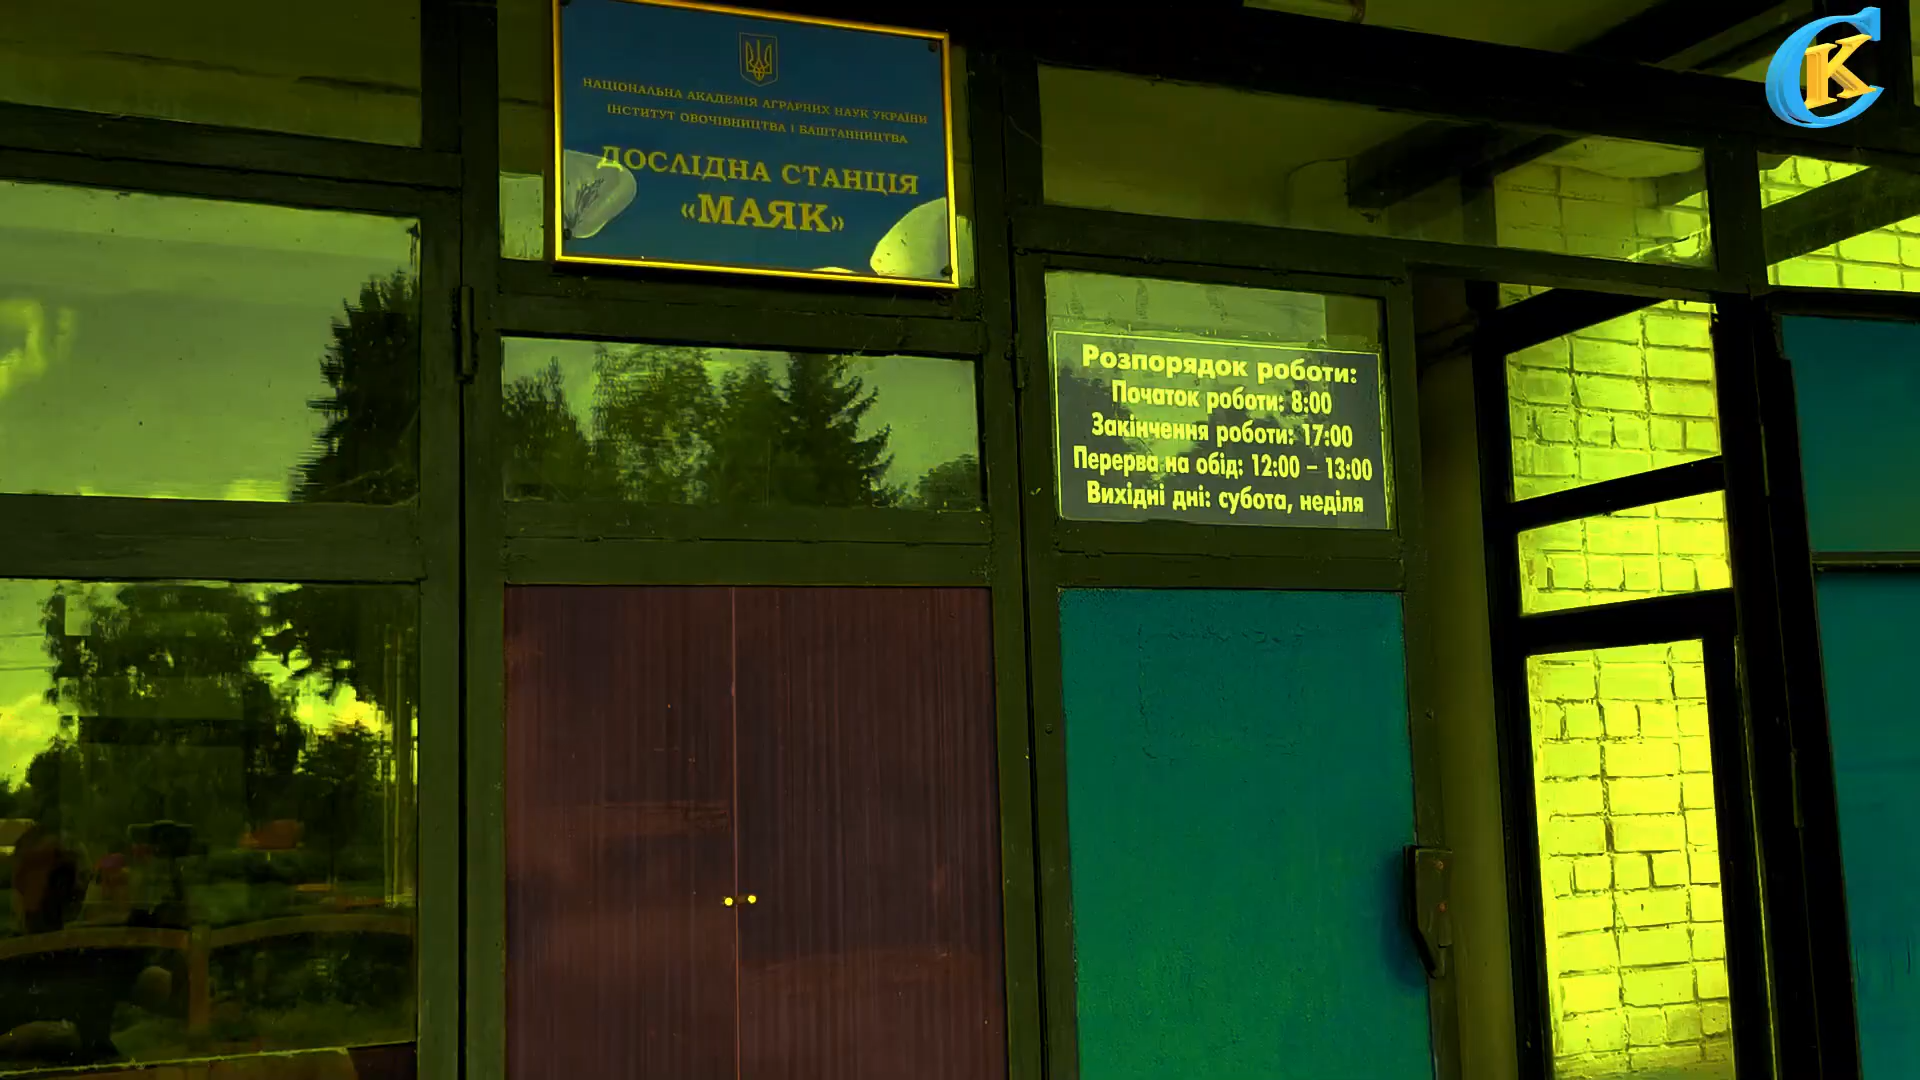 НАЦІОНАЛЬНА АКАДЕМІЯ АГРАРНИХ НАУК УКРАЇНИ
ІНСТИТУТ ОВОЧІВНИЦТВА І БАШТАННИЦТВА
ДОСЛІДНА СТАНЦІЯ
«МАЯК»
Розпорядок роботи:
Початок роботи: 8:00
Закінчення роботи: 17:00
Перерва на обід: 12:00 – 13:00
Вихідні дні: субота, неділя
СК